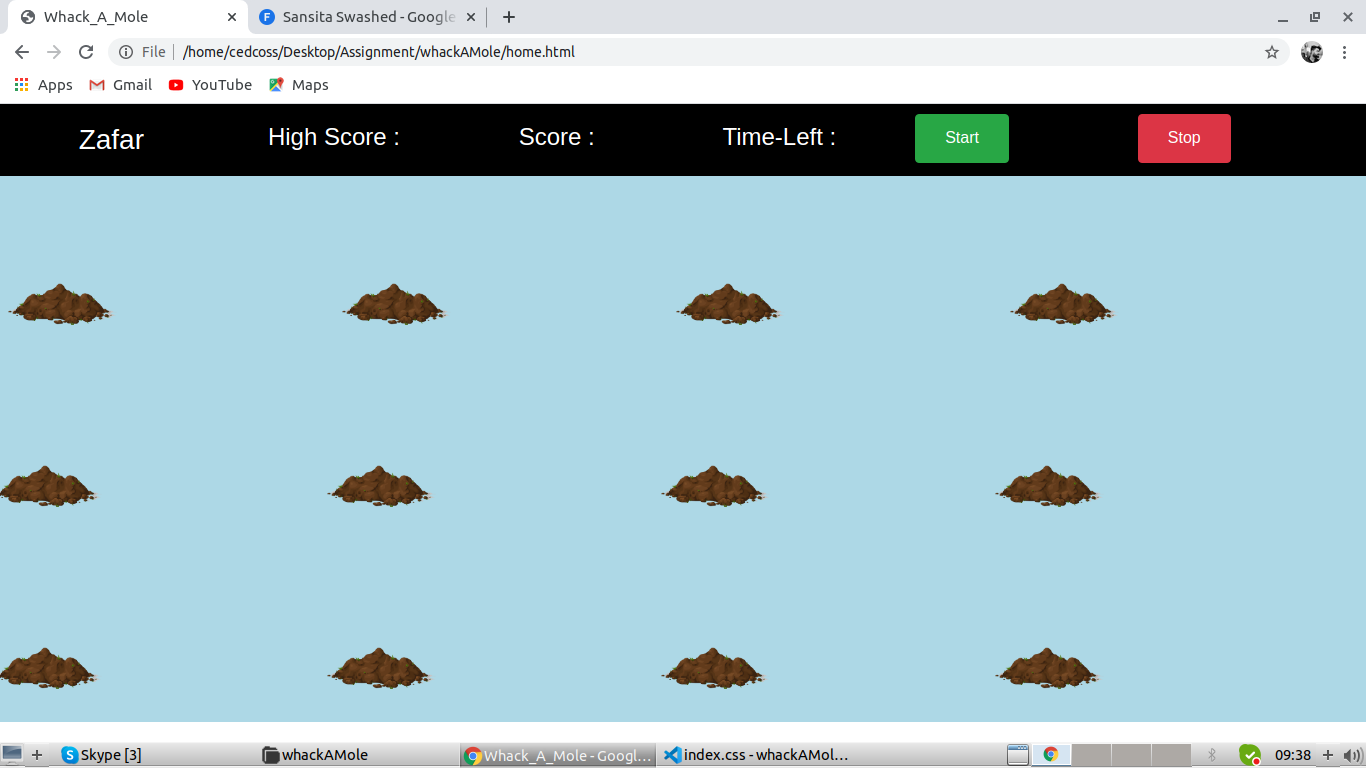 Whack_A_Mole
Sansita Swashed - Google
File
/home/cedcoss/Desktop/Assignment/whackAMole/home.html
Apps
Gmail
YouTube
Maps
Zafar
High Score :
Score :
Time-Left :
Start
Stop
Skype [3]
whackAMole
Whack_A_Mole - Googl...
index.css - whackAMol...
09:38